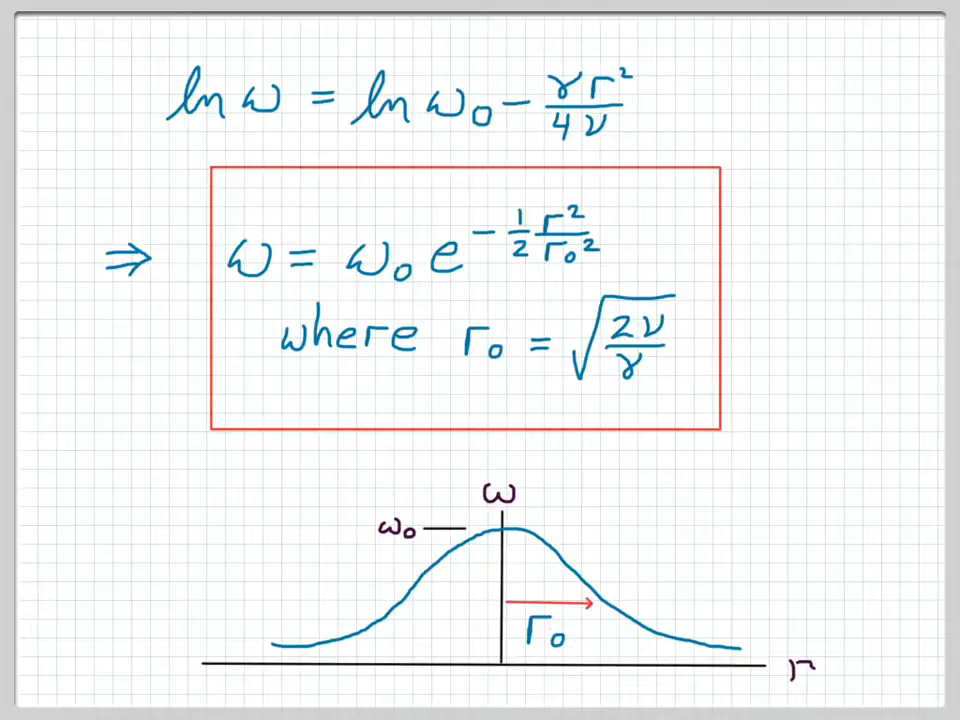 ln ω = ln ω₀ − γr²/4ν
⇒ ω = ω₀ e^(−1/2 r²/r₀²)
where r₀ = √(2ν/γ)
ω
ω₀
r₀
r